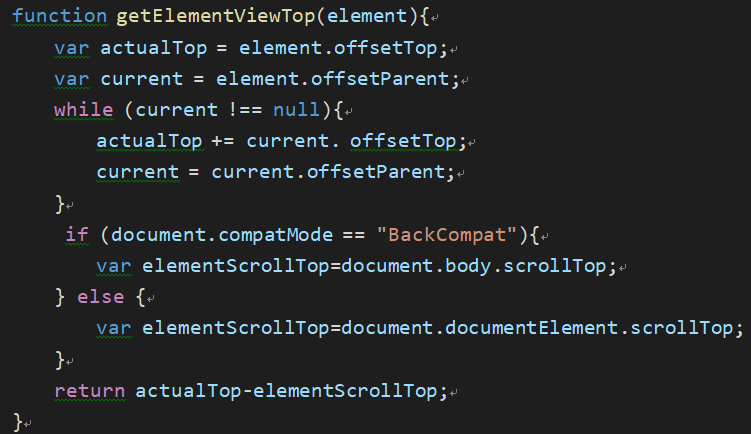 function getElementViewTop(element){
var actualTop = element.offsetTop;
var current = element.offsetParent;
while (current !== null){
actualTop += current. offsetTop;
current = current.offsetParent;
}
if (document.compatMode == "BackCompat"){
var elementScrollTop=document.body.scrollTop;
} else {
var elementScrollTop=document.documentElement.scrollTop;
}
return actualTop-elementScrollTop;
}